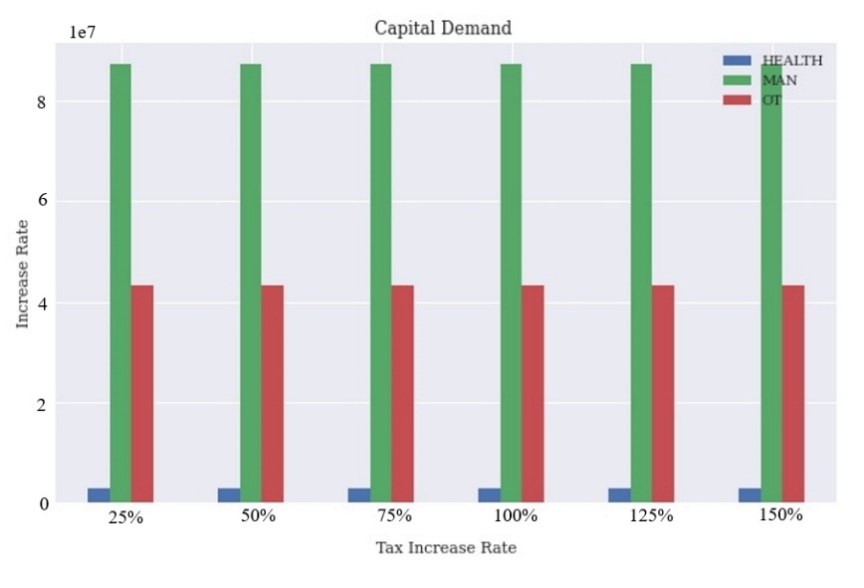 Capital Demand
1e7
HEALTH
MAN
OT
8
6
4
2
0
Increase Rate
25% 50% 75% 100% 125% 150%
Tax Increase Rate